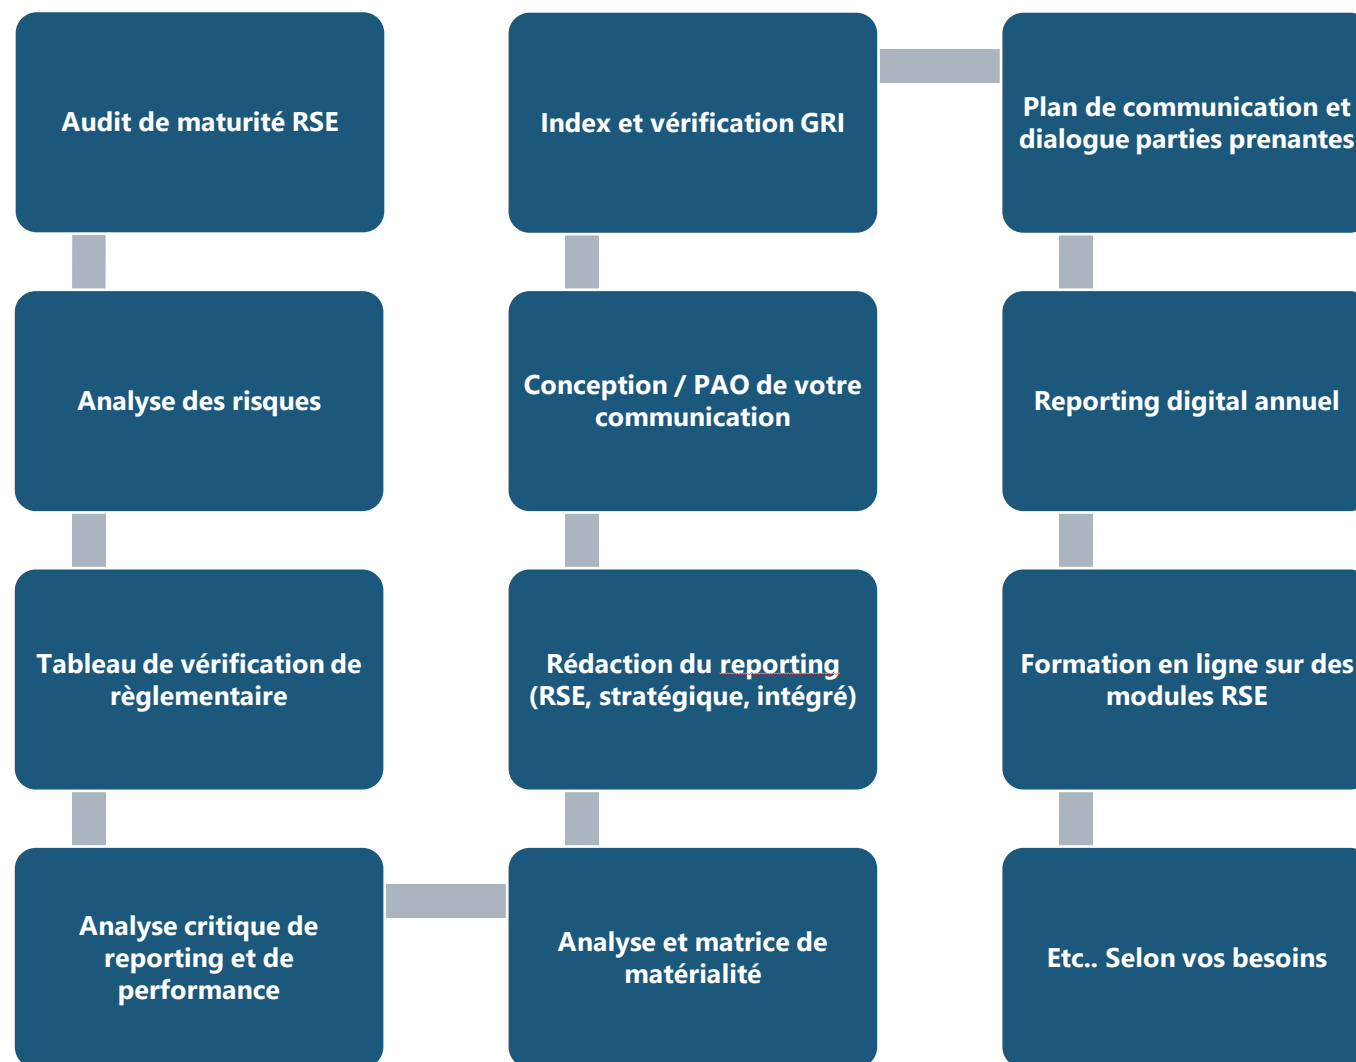 Audit de maturité RSE
Analyse des risques
Tableau de vérification de
règlementaire
Analyse critique de
reporting et de
performance
Analyse et matrice de
matérialité
Rédaction du reporting
(RSE, stratégique, intégré)
Conception / PAO de votre
communication
Index et vérification GRI
Plan de communication et
dialogue parties prenantes
Reporting digital annuel
Formation en ligne sur des
modules RSE
Etc.. Selon vos besoins